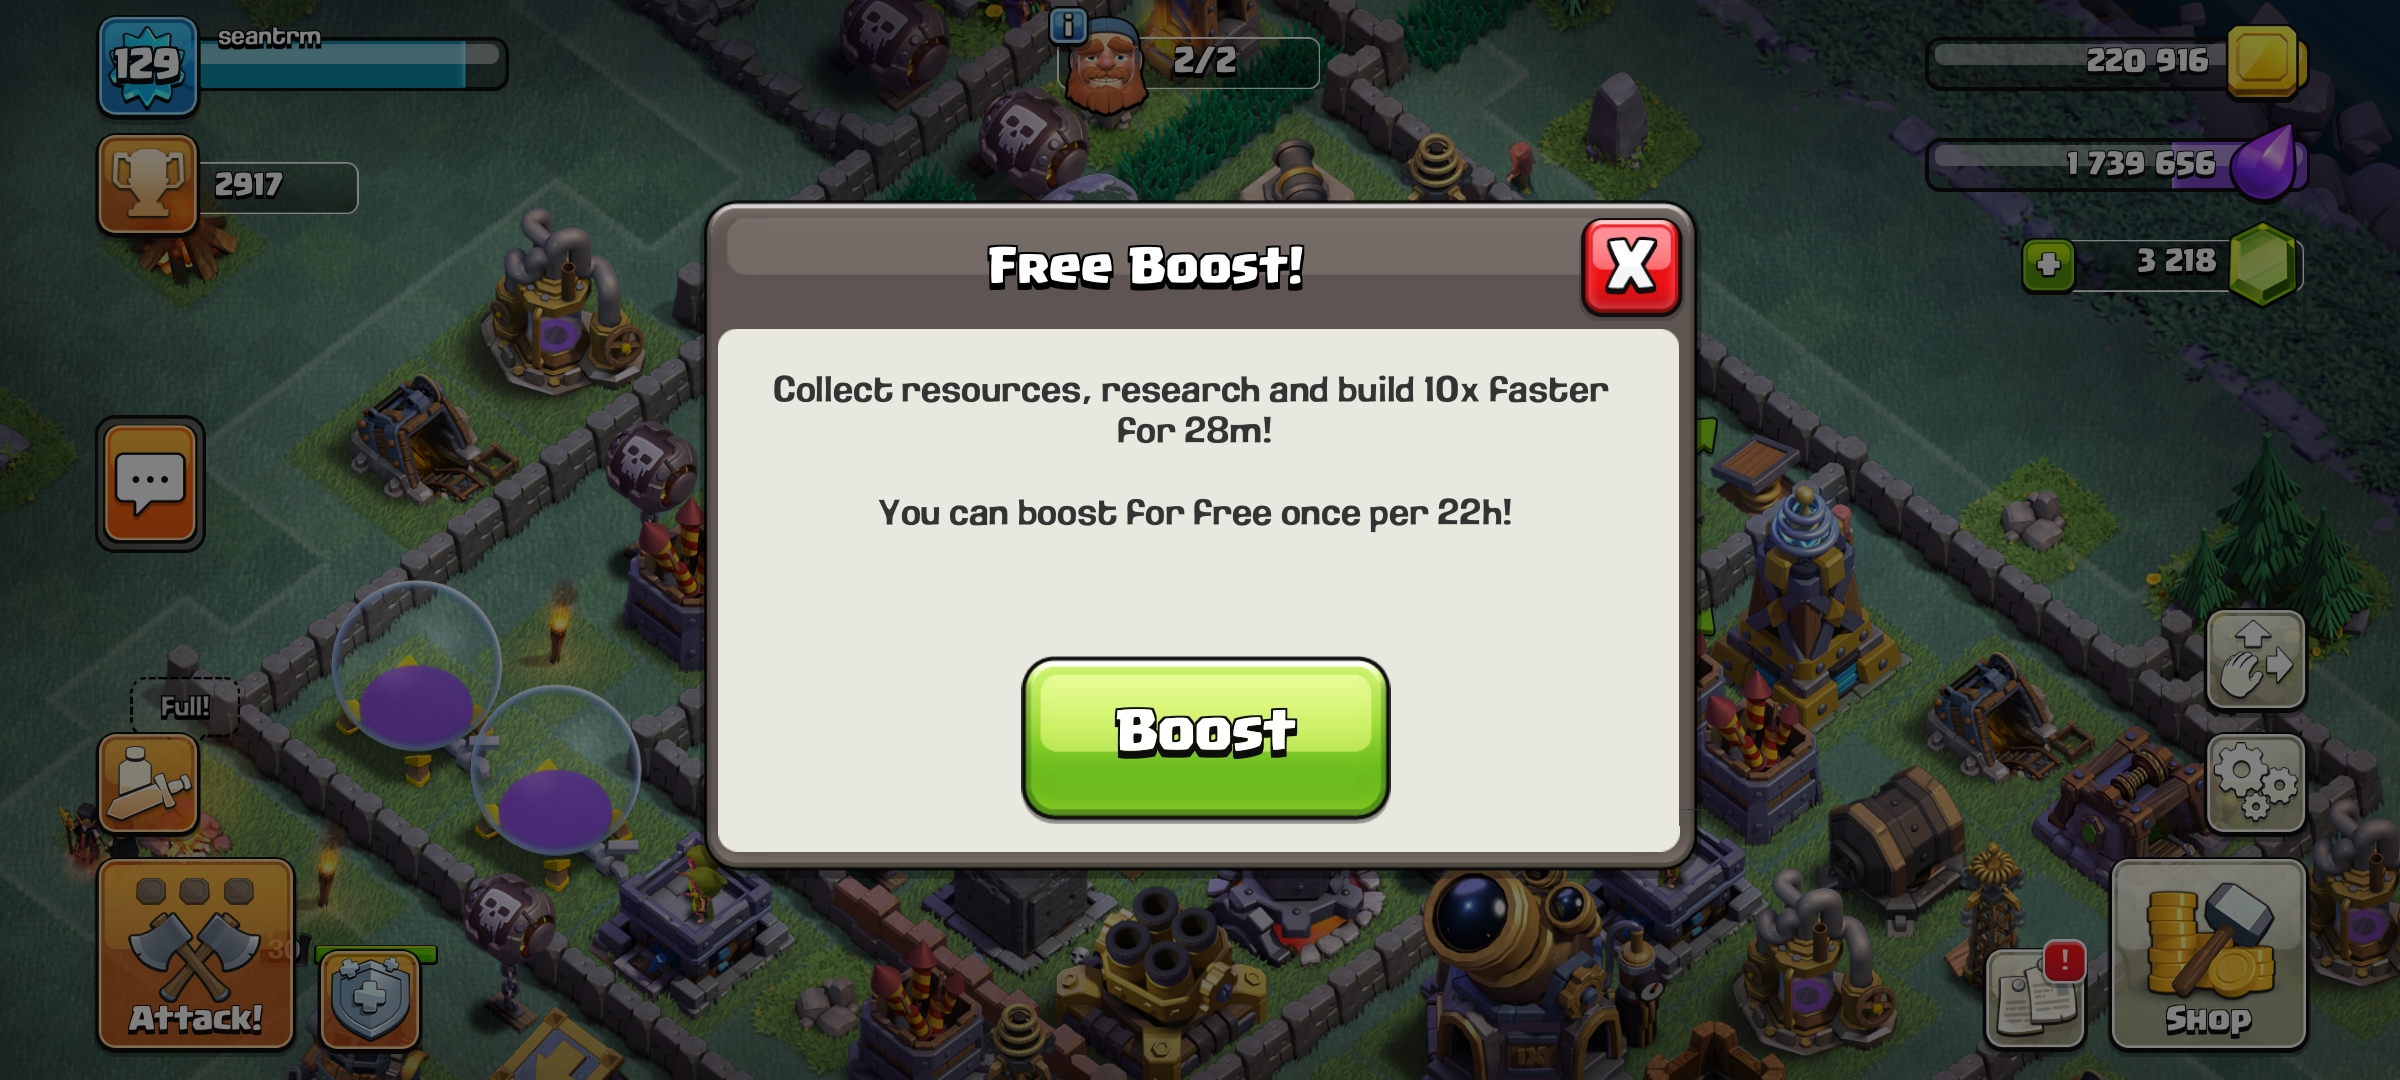 129
seantrm
2/2
220 916
2917
1 739 656
3 218
Free Boost!
X
Collect resources, research and build 10x faster
for 28m!
You can boost for free once per 22h!
Full!
Boost
Attack!
30
!
Shop